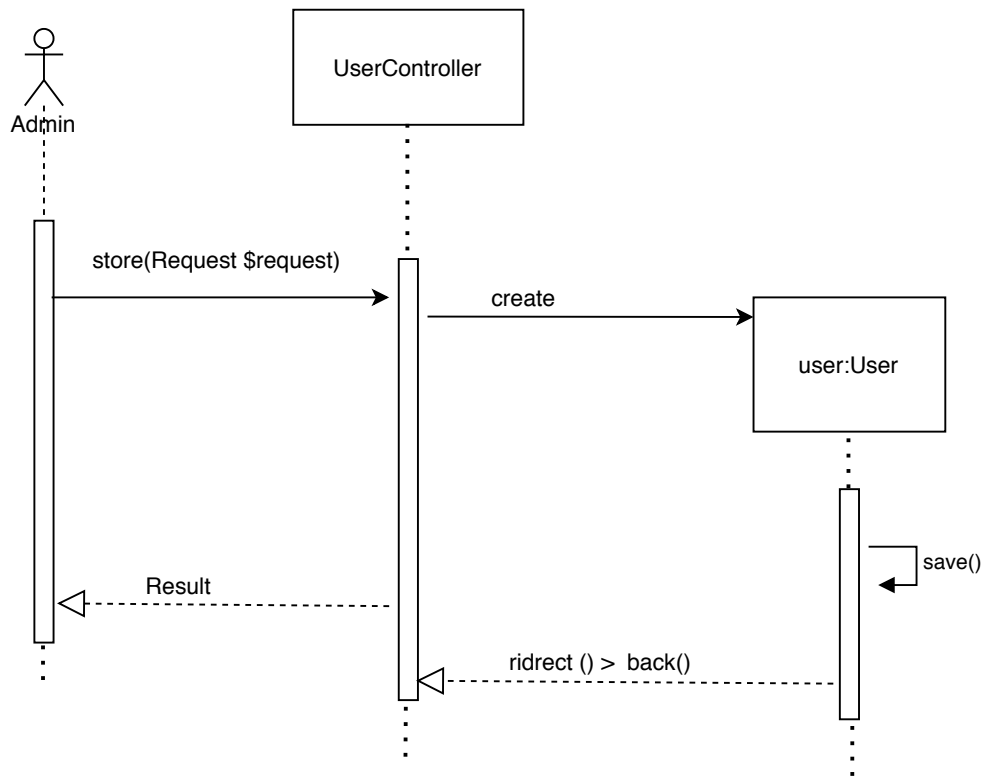 UserController
Admin
store(Request $request)
create
user:User
save()
Result
ridrect () > back()